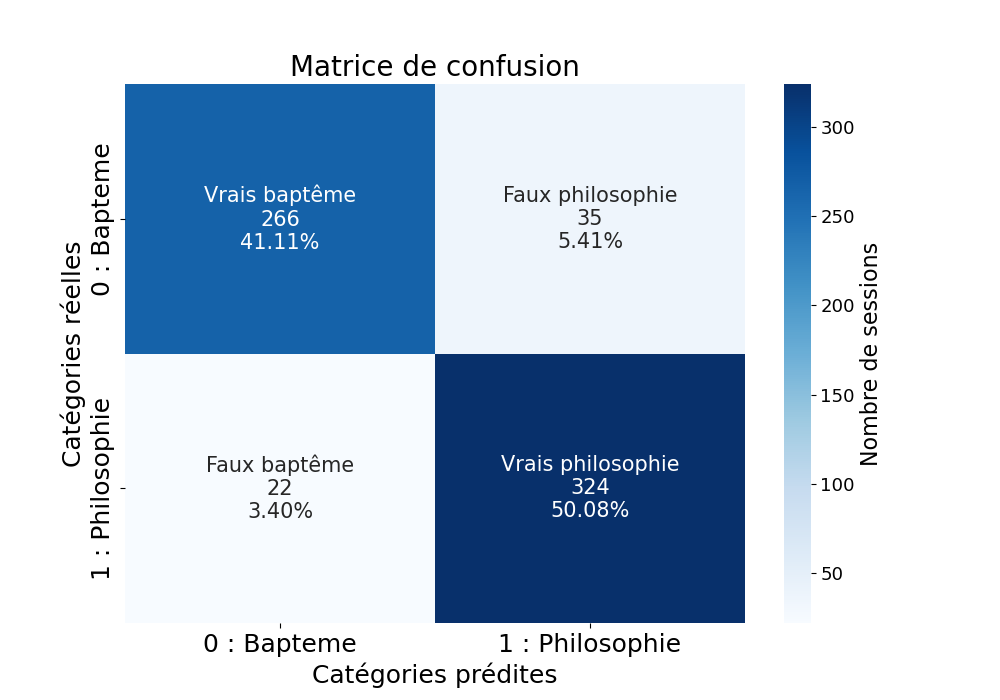 Matrice de confusion
Catégories réelles
0 : Bapteme
1 : Philosophie
Vrais baptême
266
41.11%
Faux philosophie
35
5.41%
Faux baptême
22
3.40%
Vrais philosophie
324
50.08%
0 : Bapteme
1 : Philosophie
Catégories prédites
300
250
200
150
100
50
Nombre de sessions